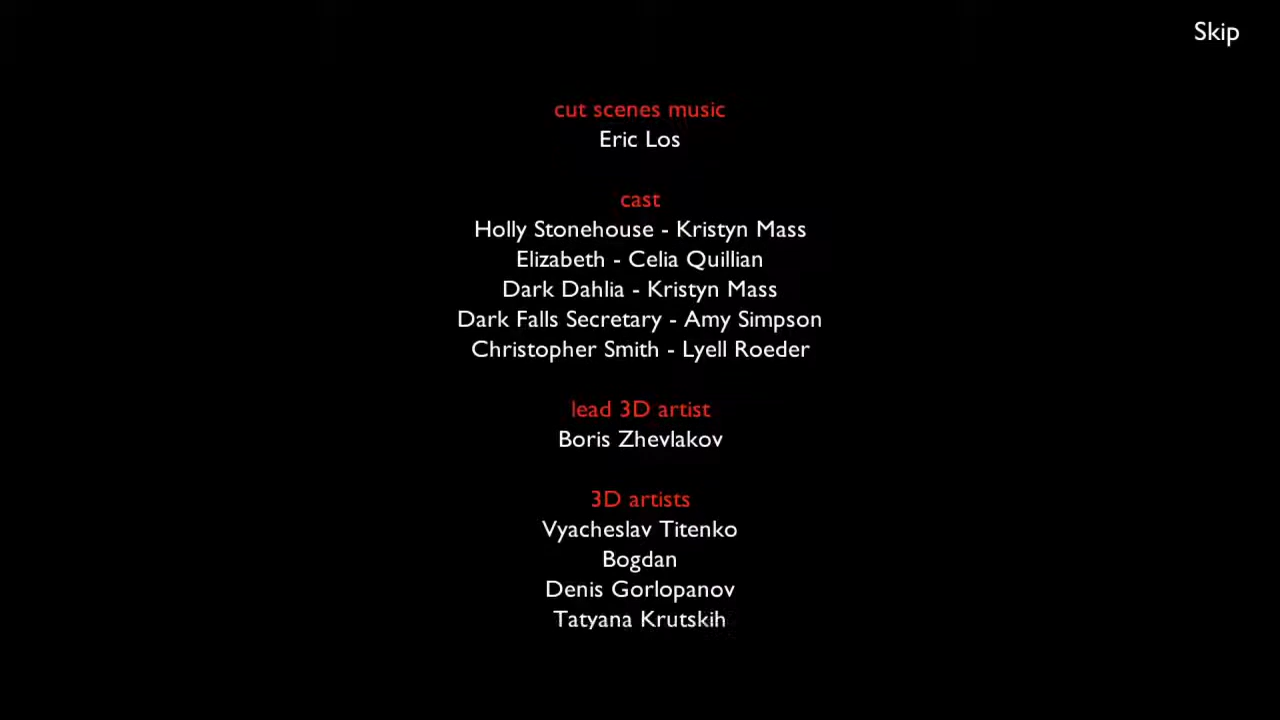 Skip
cut scenes music
Eric Los
cast
Holly Stonehouse - Kristyn Mass
Elizabeth - Celia Quillian
Dark Dahlia - Kristyn Mass
Dark Falls Secretary - Amy Simpson
Christopher Smith - Lyell Roeder
lead 3D artist
Boris Zhevlakov
3D artists
Vyacheslav Titenko
Bogdan
Denis Gorlopanov
Tatyana Krutskih